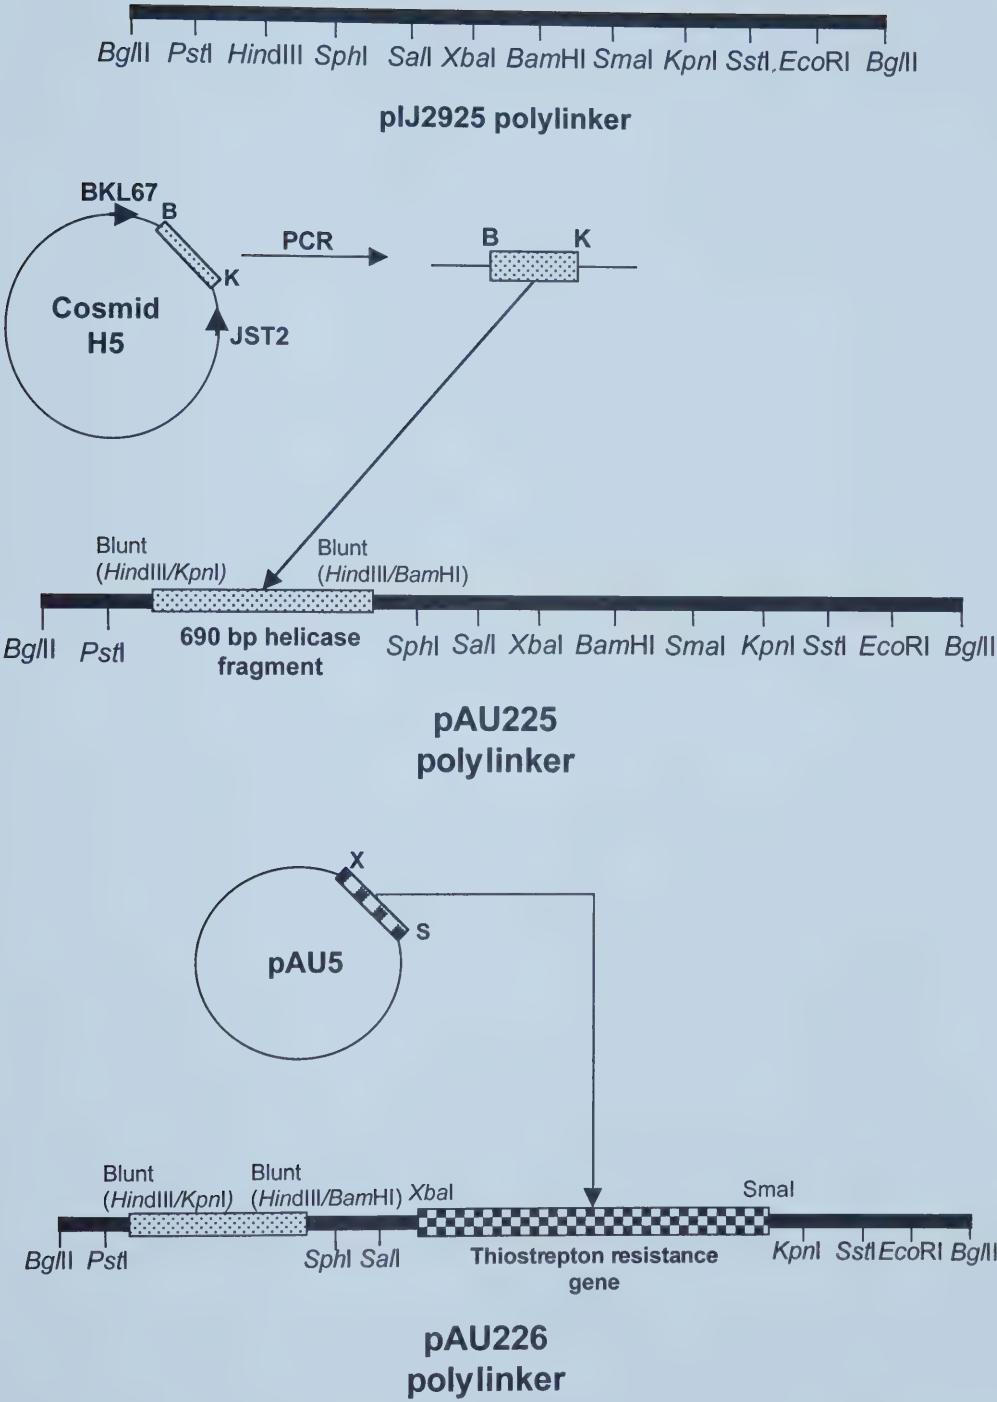 BglII PstI HindIII SphI SalI XbaI BamHI SmaI KpnI SstI, EcoRI BglII
pIJ2925 polylinker
BKL67
B
PCR
K
Cosmid
H5
JST2
B K
Blunt
(HindIII/KpnI)
Blunt
(HindIII/BamHI)
BglII PstI
690 bp helicase
fragment
SphI SalI XbaI BamHI SmaI KpnI SstI EcoRI BglII
pAU225
polylinker
X
S
pAU5
Blunt
(HindIII/KpnI)
Blunt
(HindIII/BamHI)
XbaI
SmaI
BglII PstI
SphI SalI
Thiostrepton resistance
gene
KpnI SstI EcoRI BglII
pAU226
polylinker